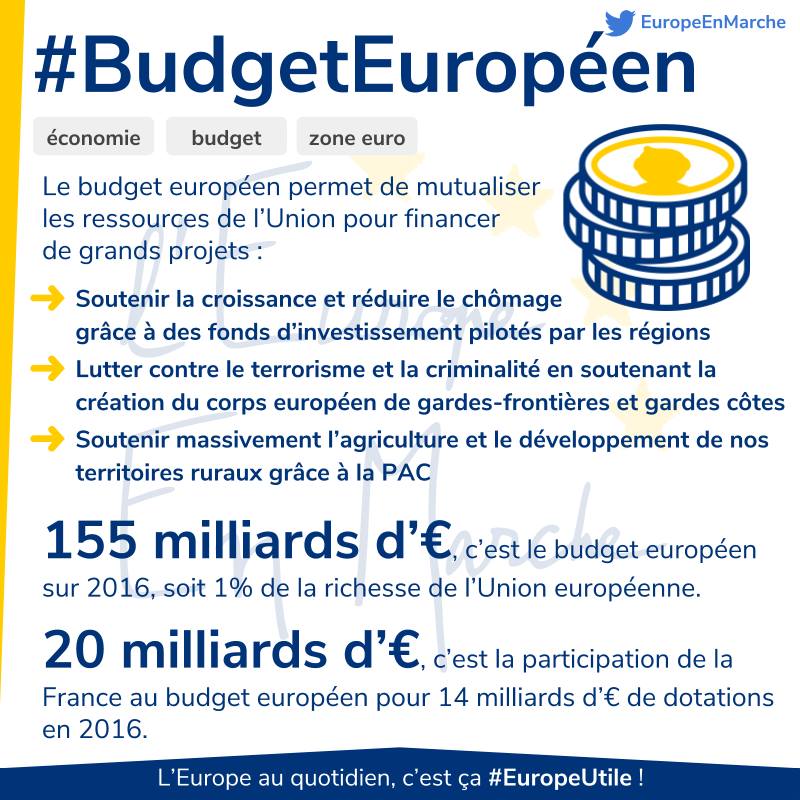 EuropeEnMarche
#BudgetEuropéen
économie budget zone euro
Le budget européen permet de mutualiser
les ressources de l'Union pour financer
de grands projets :
Soutenir la croissance et réduire le chômage
grâce à des fonds d'investissement pilotés par les régions
Lutter contre le terrorisme et la criminalité en soutenant la
création du corps européen de gardes-frontières et gardes côtes
Soutenir massivement l'agriculture et le développement de nos
territoires ruraux grâce à la PAC
155 milliards d'€, c'est le budget européen
sur 2016, soit 1% de la richesse de l'Union européenne.
20 milliards d'€, c'est la participation de la
France au budget européen pour 14 milliards d'€ de dotations
en 2016.
L'Europe
En Marche
L'Europe au quotidien, c'est ça #EuropeUtile !